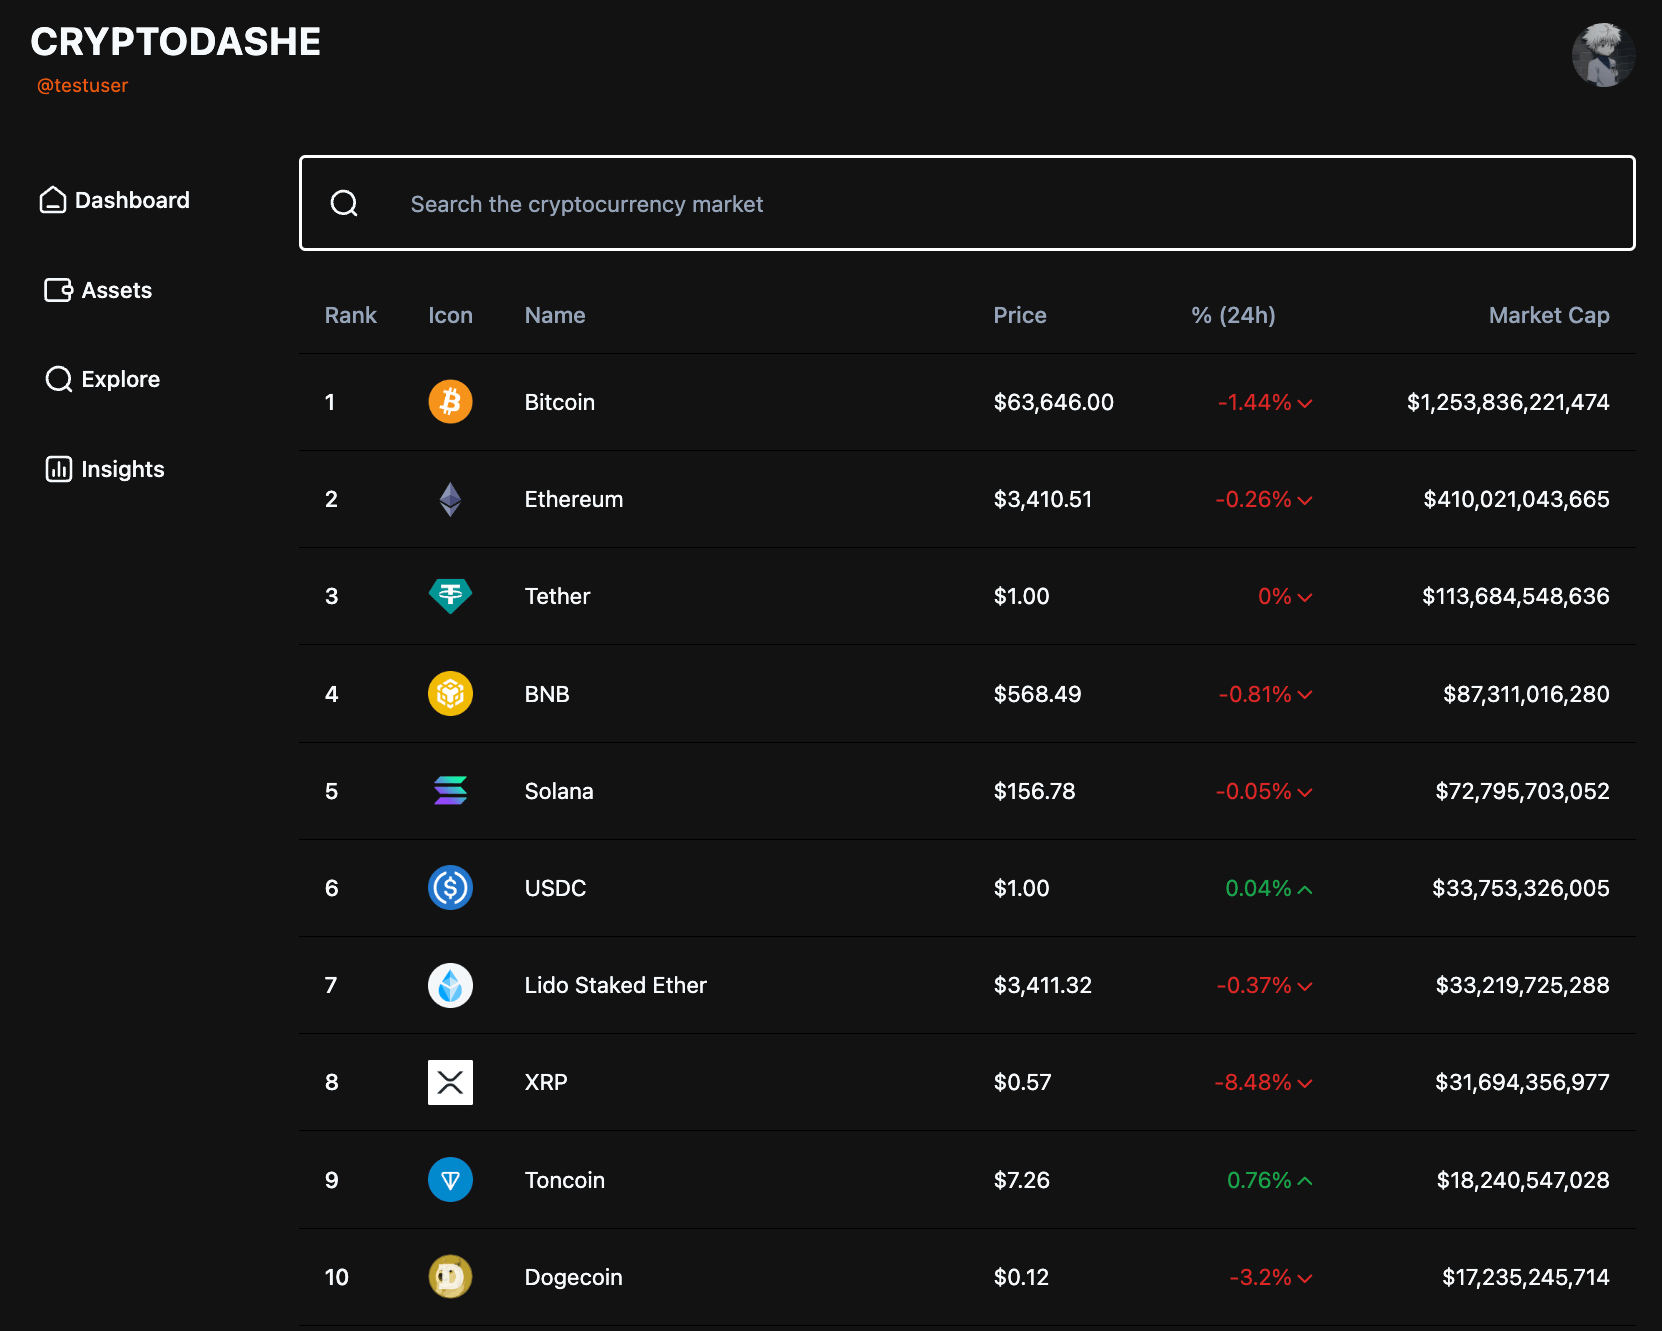 CRYPTODASHE
@testuser
Dashboard
Assets
Explore
Insights
Search the cryptocurrency market
Rank Icon Name Price % (24h) Market Cap
1 Bitcoin $63,646.00 -1.44% $1,253,836,221,474
2 Ethereum $3,410.51 -0.26% $410,021,043,665
3 Tether $1.00 0% $113,684,548,636
4 BNB $568.49 -0.81% $87,311,016,280
5 Solana $156.78 -0.05% $72,795,703,052
6 USDC $1.00 0.04% $33,753,326,005
7 Lido Staked Ether $3,411.32 -0.37% $33,219,725,288
8 XRP $0.57 -8.48% $31,694,356,977
9 Toncoin $7.26 0.76% $18,240,547,028
10 Dogecoin $0.12 -3.2% $17,235,245,714